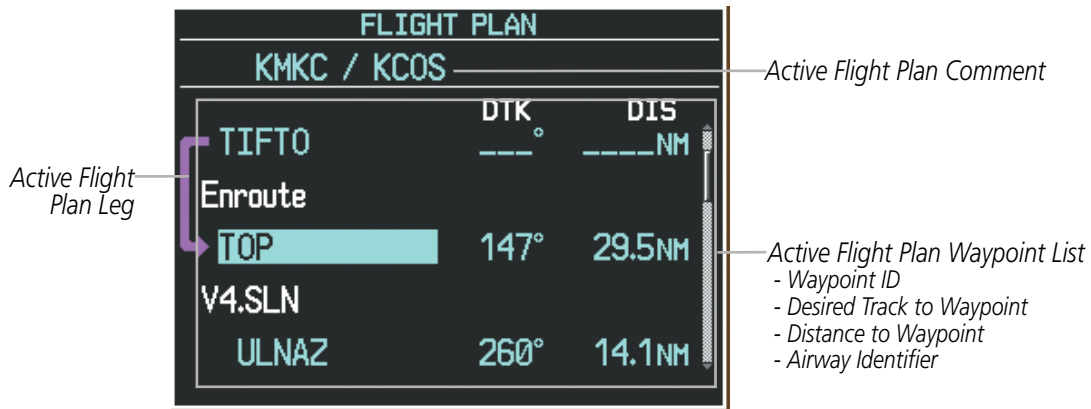 FLIGHT PLAN
KMKC / KCOS
Active Flight Plan Comment
DTK DIS
TIFTO ___° ____NM
Active Flight
Plan Leg
Enroute
TOP 147° 29.5NM
Active Flight Plan Waypoint List
- Waypoint ID
- Desired Track to Waypoint
- Distance to Waypoint
- Airway Identifier
V4.SLN
ULNAZ 260° 14.1NM